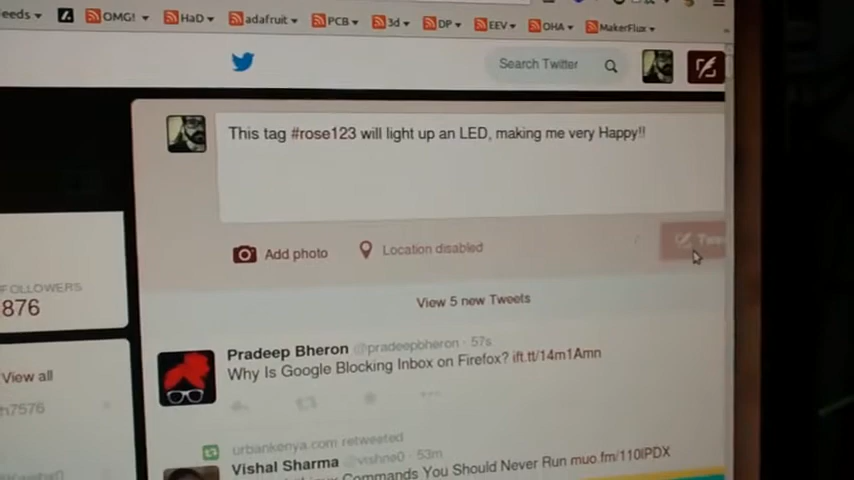 eeds OMG! HaD adafruit PCB 3d DP EEV OHA MakerFlux
Search Twitter
This tag #rose123 will light up an LED, making me very Happy!!
Add photo Location disabled
FOLLOWERS
876
View 5 new Tweets
View all
Pradeep Bheron @pradeepbheron · 57s
Why Is Google Blocking Inbox on Firefox? ift.tt/14m1Amn
h7576
urbankenya.com retweeted
Vishal Sharma @vishne0 · 53m
Commands You Should Never Run muo.fm/110IPDX